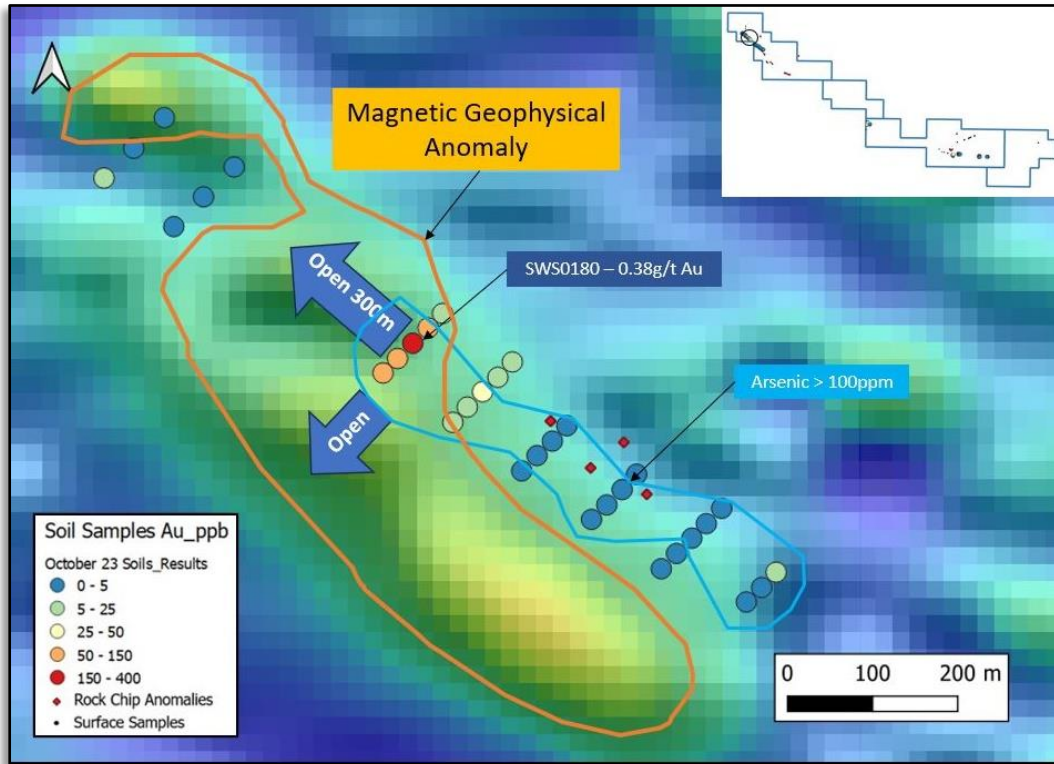 Magnetic Geophysical
Anomaly
Open 300m
SWS0180 – 0.38g/t Au
Arsenic > 100ppm
Open
Soil Samples Au_ppb
October 23 Soils_Results
0 - 5
5 - 25
25 - 50
50 - 150
150 - 400
Rock Chip Anomalies
Surface Samples
0 100 200 m